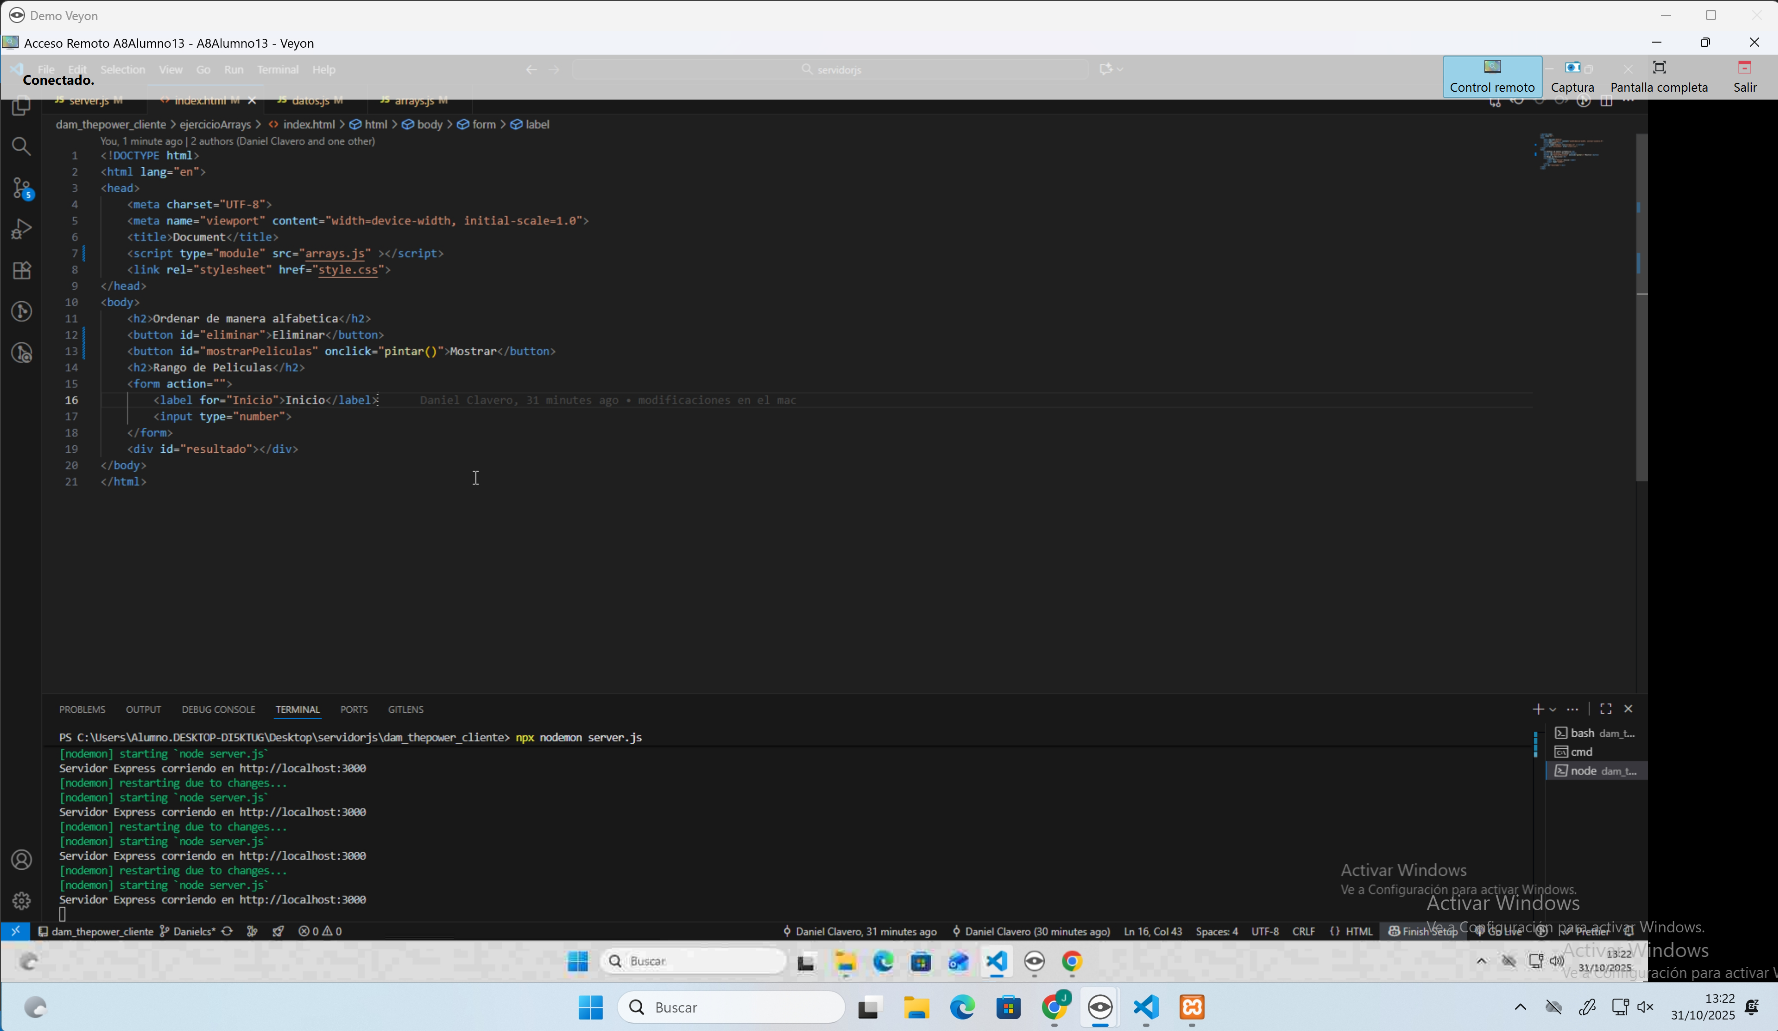 Demo Veyon
Acceso Remoto A8Alumno13 - A8Alumno13 - Veyon
File Edit Selection View Go Run Terminal Help
servidorjs
Conectado.
Control remoto
Captura
Pantalla completa
Salir
server.js M
index.html M
datos.js M
arrays.js M
dam_thepower_cliente > ejercicioArrays > index.html > html > body > form > label
You, 1 minute ago | 2 authors (Daniel Clavero and one other)
1 <!DOCTYPE html>
2 <html lang="en">
3 <head>
4 <meta charset="UTF-8">
5 <meta name="viewport" content="width=device-width, initial-scale=1.0">
6 <title>Document</title>
7 <script type="module" src="arrays.js" ></script>
8 <link rel="stylesheet" href="style.css">
9 </head>
10 <body>
11 <h2>Ordenar de manera alfabetica</h2>
12 <button id="eliminar">Eliminar</button>
13 <button id="mostrarPeliculas" onclick="pintar()">Mostrar</button>
14 <h2>Rango de Peliculas</h2>
15 <form action="">
16 <label for="Inicio">Inicio</label> Daniel Clavero, 31 minutes ago • modificaciones en el mac
17 <input type="number">
18 </form>
19 <div id="resultado"></div>
20 </body>
21 </html>
5
PROBLEMS OUTPUT DEBUG CONSOLE TERMINAL PORTS GITLENS
PS C:\Users\Alumno.DESKTOP-DI5KTUG\Desktop\servidorjs\dam_thepower_cliente> npx nodemon server.js
[nodemon] starting `node server.js`
Servidor Express corriendo en http://localhost:3000
[nodemon] restarting due to changes...
[nodemon] starting `node server.js`
Servidor Express corriendo en http://localhost:3000
[nodemon] restarting due to changes...
[nodemon] starting `node server.js`
Servidor Express corriendo en http://localhost:3000
[nodemon] restarting due to changes...
[nodemon] starting `node server.js`
Servidor Express corriendo en http://localhost:3000
bash dam_t...
cmd
node dam_t...
Activar Windows
Ve a Configuración para activar Windows.
Activar Windows
Ve a Configuración para activar Windows.
Activar Windows
Ve a Configuración para activar
dam_thepower_cliente Danielcs* 0 0
Daniel Clavero, 31 minutes ago Daniel Clavero (30 minutes ago) Ln 16, Col 43 Spaces: 4 UTF-8 CRLF {} HTML Finish Setup Go Live Prettier
Buscar
13:22
31/10/2025
Buscar
J
13:22
31/10/2025